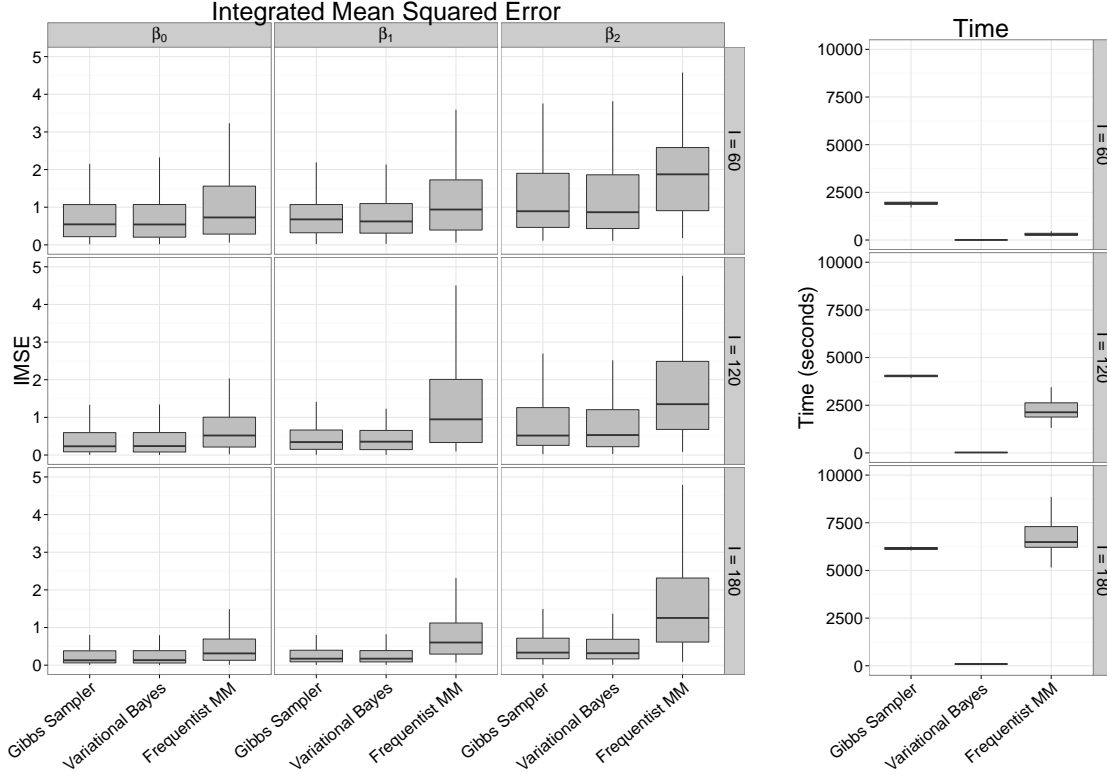 Integrated Mean Squared Error
β0
β1
β2
5
4
3
2
1
0
I = 60
5
4
3
2
1
0
I = 120
5
4
3
2
1
0
I = 180
IMSE
Gibbs Sampler
Variational Bayes
Frequentist MM
Gibbs Sampler
Variational Bayes
Frequentist MM
Gibbs Sampler
Variational Bayes
Frequentist MM
Time
10000
7500
5000
2500
0
I = 60
10000
7500
5000
2500
0
I = 120
10000
7500
5000
2500
0
I = 180
Time (seconds)
Gibbs Sampler
Variational Bayes
Frequentist MM